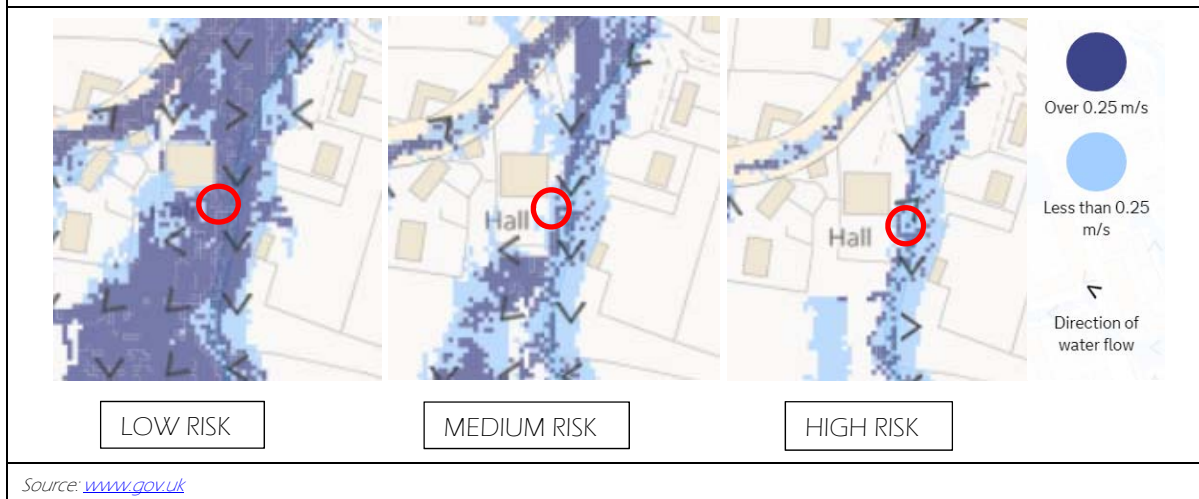 Over 0.25 m/s
Less than 0.25
m/s
Direction of
water flow
Hall
Hall
LOW RISK
MEDIUM RISK
HIGH RISK
Source: www.gov.uk